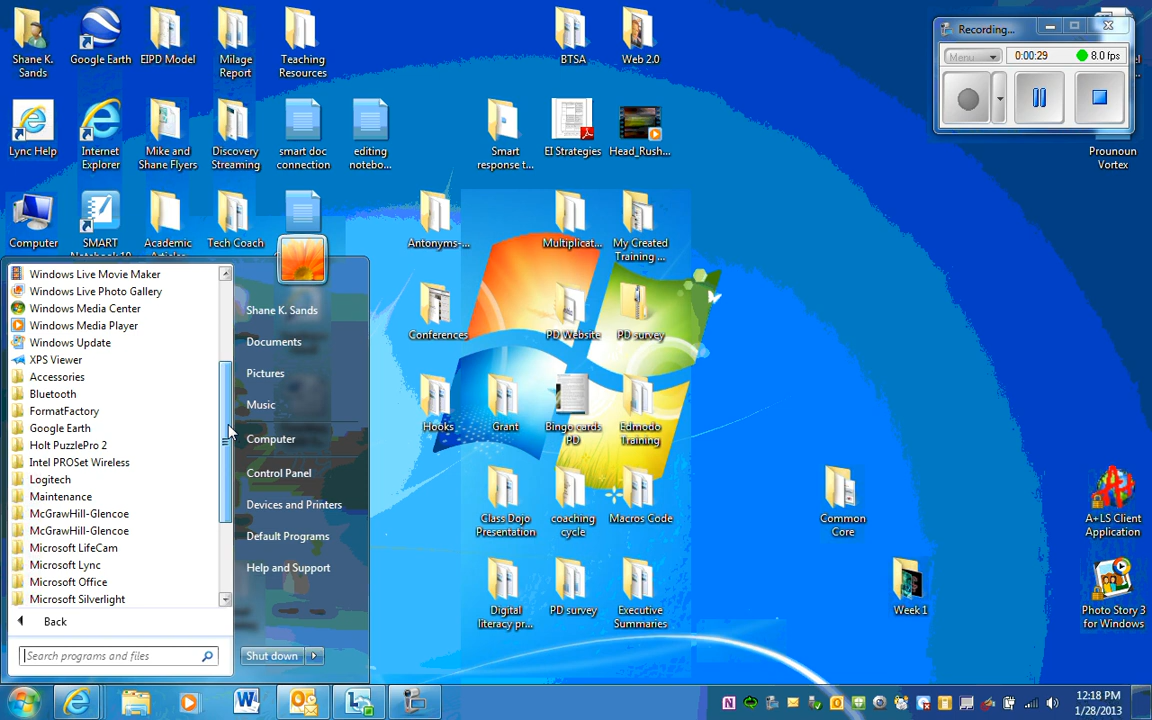 Shane K.
Sands
Google Earth
EIPD Model
Milage
Report
Teaching
Resources
BTSA
Web 2.0
Recording...
Menu
0:00:29
8.0 fps
Lync Help
Internet
Explorer
Mike and
Shane Flyers
Discovery
Streaming
smart doc
connection
editing
notebo...
Smart
response t...
EI Strategies
Head_Rush...
Prounoun
Vortex
Computer
SMART
Notebook 10
Academic
Articles
Tech Coach
Antonyms-...
Multiplicat...
My Created
Training ...
Windows Live Movie Maker
Windows Live Photo Gallery
Windows Media Center
Windows Media Player
Windows Update
XPS Viewer
Accessories
Bluetooth
FormatFactory
Google Earth
Holt PuzzlePro 2
Intel PROSet Wireless
Logitech
Maintenance
McGrawHill-Glencoe
McGrawHill-Glencoe
Microsoft LifeCam
Microsoft Lync
Microsoft Office
Microsoft Silverlight
Back
Search programs and files
Shane K. Sands
Documents
Pictures
Music
Computer
Control Panel
Devices and Printers
Default Programs
Help and Support
Shut down
Conferences
PD Website
PD survey
Hooks
Grant
Bingo cards
PD
Edmodo
Training
Class Dojo
Presentation
coaching
cycle
Macros Code
Common
Core
A+LS Client
Application
Digital
literacy pr...
PD survey
Executive
Summaries
Week 1
Photo Story 3
for Windows
12:18 PM
1/28/2013